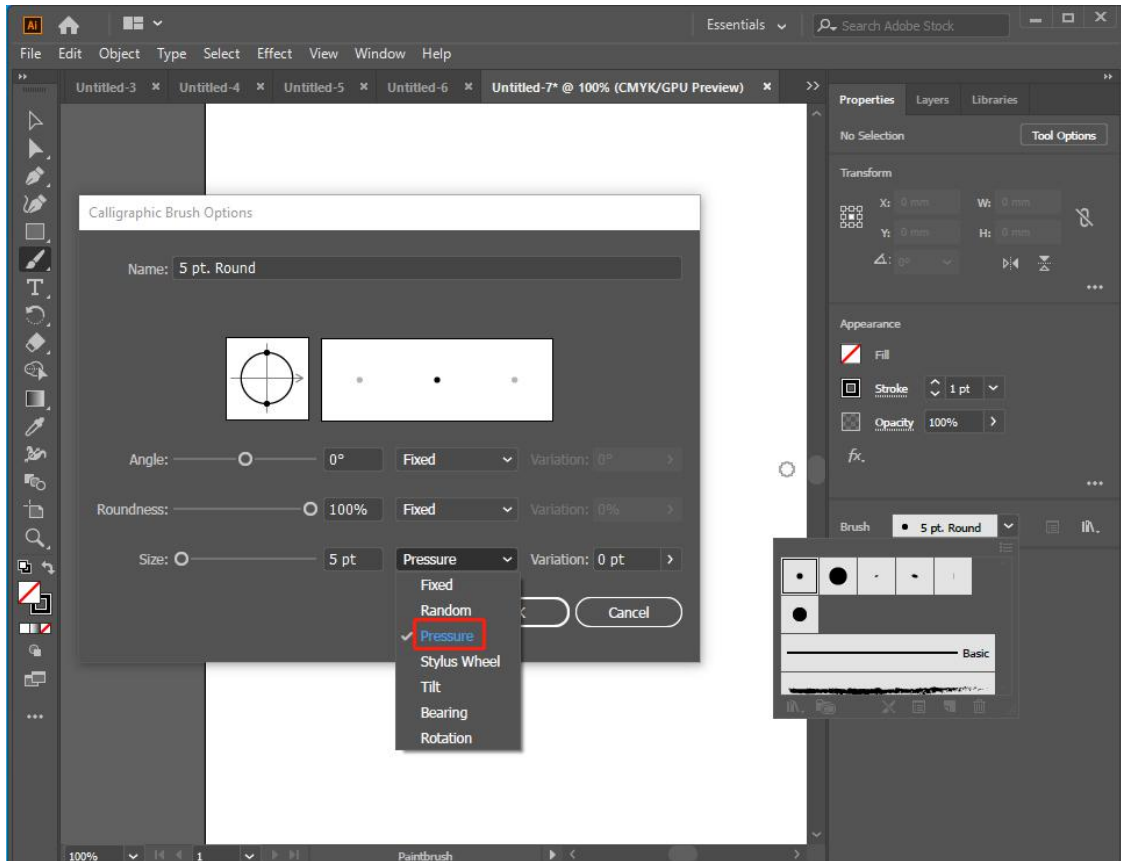 Ai
Essentials
Search Adobe Stock
File Edit Object Type Select Effect View Window Help
Untitled-3 × Untitled-4 × Untitled-5 × Untitled-6 × Untitled-7* @ 100% (CMYK/GPU Preview) ×
Properties Layers Libraries
No Selection Tool Options
Transform
X: 0 mm W: 0 mm
Y: 0 mm H: 0 mm
0°
Appearance
Fill
Stroke 1 pt
Opacity 100%
fx.
Brush 5 pt. Round
Basic
Calligraphic Brush Options
Name: 5 pt. Round
Angle: 0° Fixed Variation: 0°
Roundness: 100% Fixed Variation: 0%
Size: 5 pt Pressure Variation: 0 pt
Fixed
Random
Pressure
Stylus Wheel
Tilt
Bearing
Rotation
Cancel
100% 1 Paintbrush